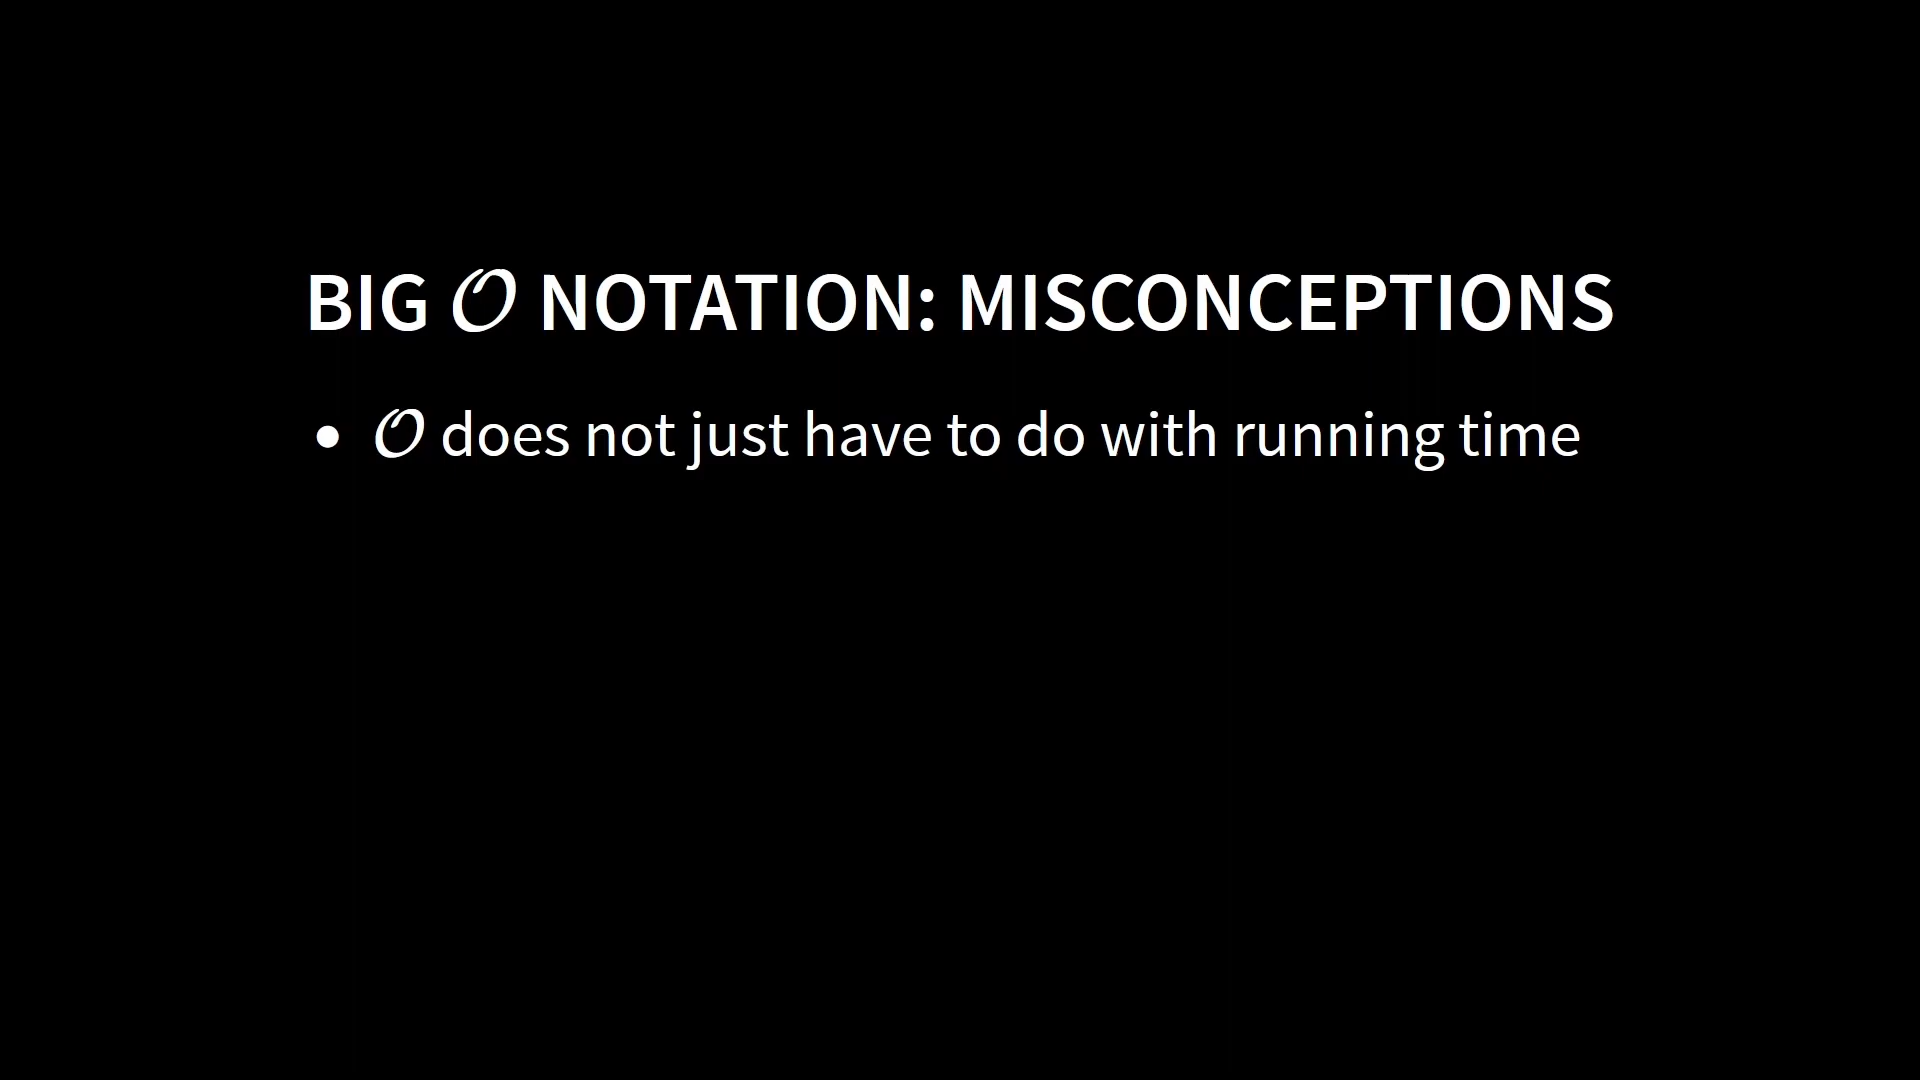 BIG 𝒪 NOTATION: MISCONCEPTIONS
• 𝒪 does not just have to do with running time